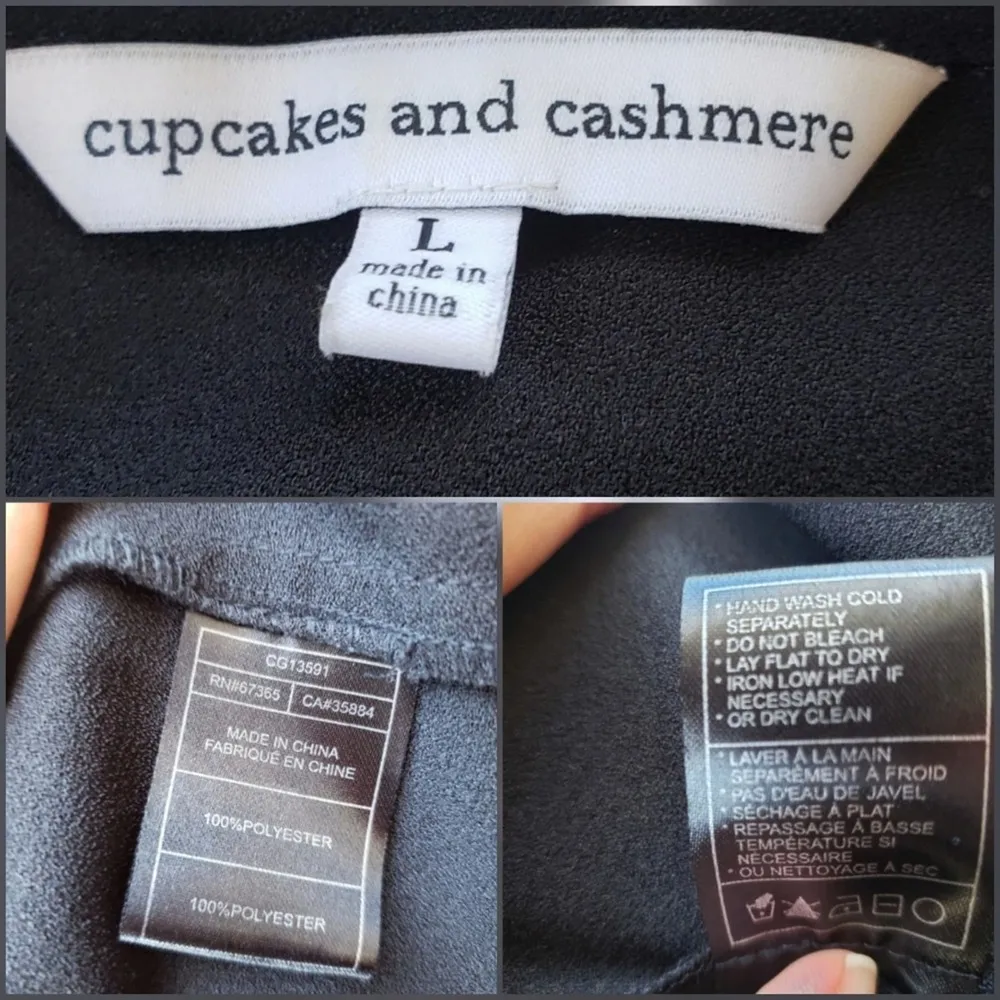 cupcakes and cashmere
L
made in
china
CG13591
RN#67365 CA#35884
MADE IN CHINA
FABRIQUÉ EN CHINE
100%POLYESTER
100%POLYESTER
• HAND WASH COLD
SEPARATELY
• DO NOT BLEACH
• LAY FLAT TO DRY
• IRON LOW HEAT IF
NECESSARY
• OR DRY CLEAN
• LAVER À LA MAIN
SEPARÉMENT À FROID
• PAS D'EAU DE JAVEL
• SÉCHAGE À PLAT
• REPASSAGE À BASSE
TEMPÉRATURE SI
NÉCESSAIRE
• OU NETTOYAGE À SEC